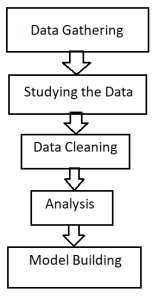 Data Gathering
Studying the Data
Data Cleaning
Analysis
Model Building